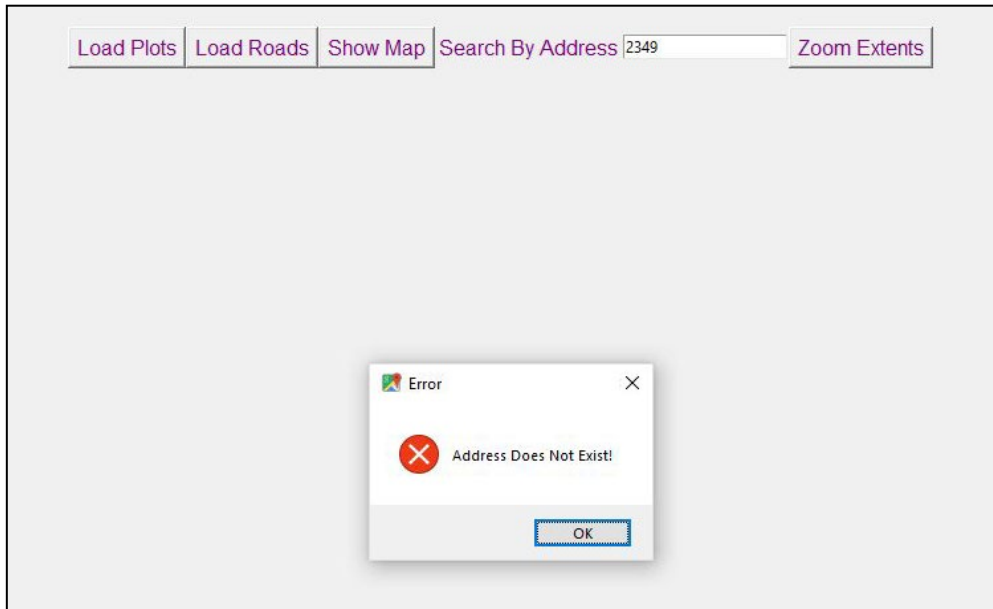 Load Plots Load Roads Show Map Search By Address 2349 Zoom Extents
Error
Address Does Not Exist!
OK